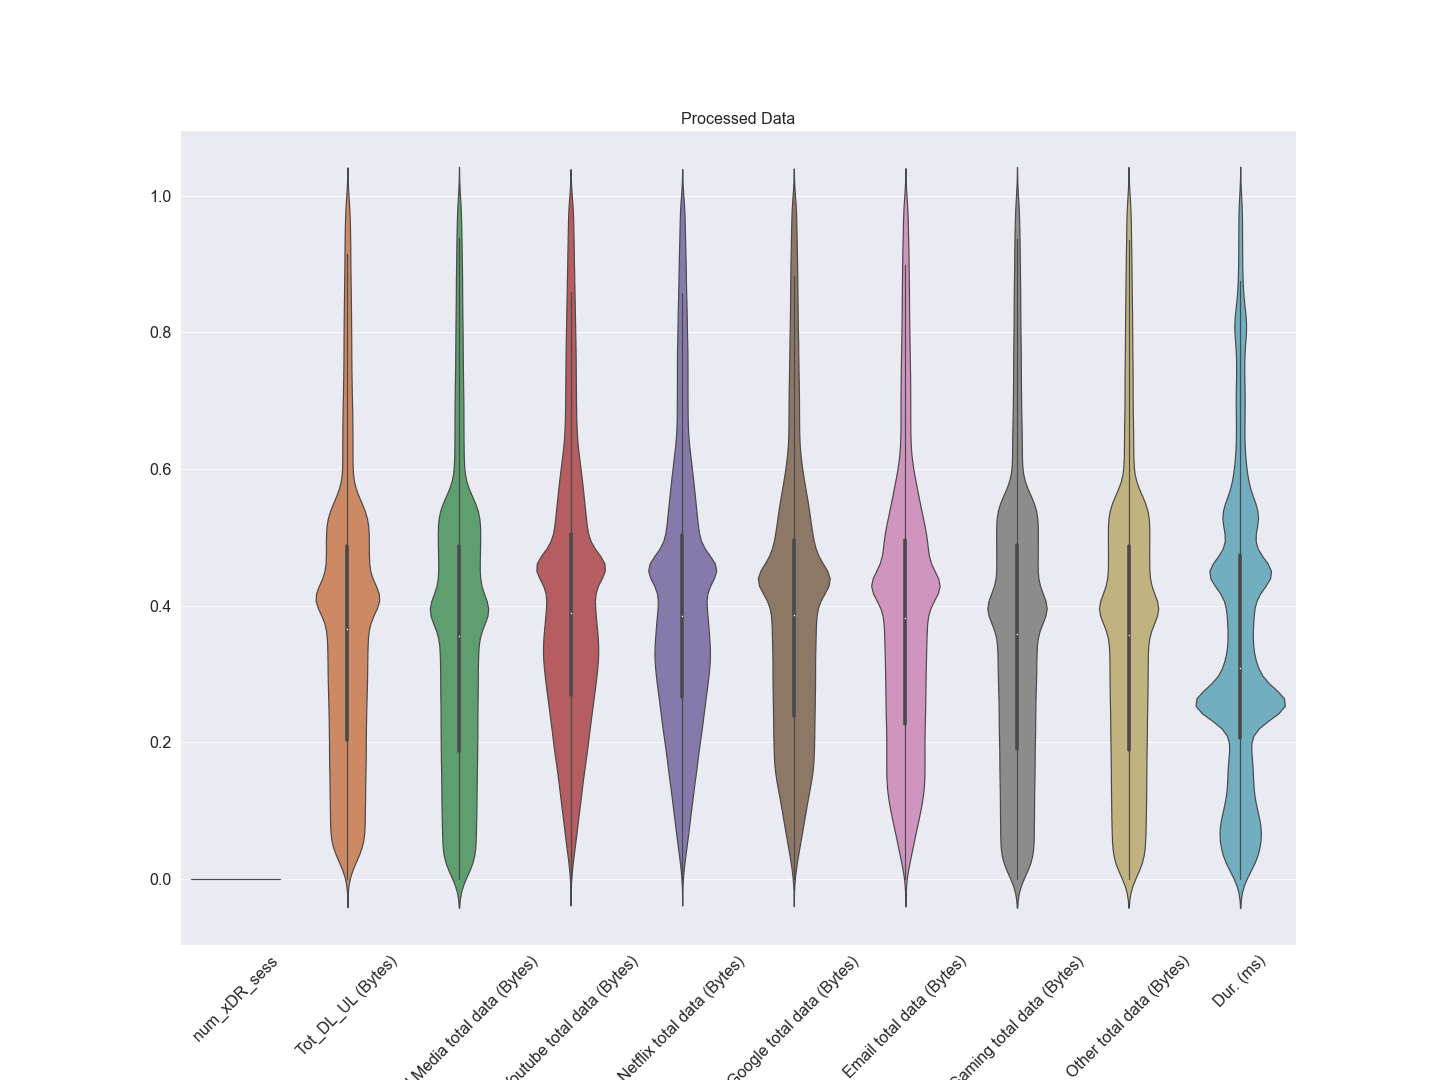 Processed Data
1.0
0.8
0.6
0.4
0.2
0.0
num_xDR_sess
Tot_DL_UL (Bytes)
l Media total data (Bytes)
outube total data (Bytes)
Netflix total data (Bytes)
Google total data (Bytes)
Email total data (Bytes)
Gaming total data (Bytes)
Other total data (Bytes)
Dur. (ms)